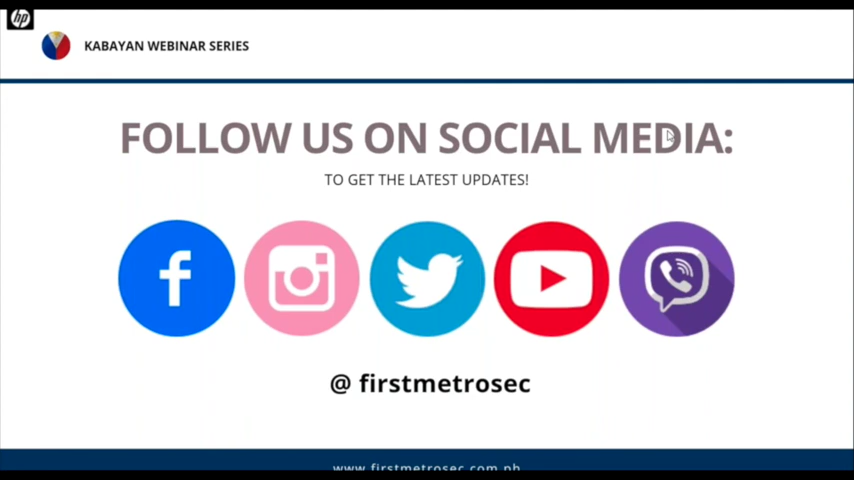 hp
KABAYAN WEBINAR SERIES
FOLLOW US ON SOCIAL MEDIA:
TO GET THE LATEST UPDATES!
@ firstmetrosec
www.firstmetrosec.com.ph